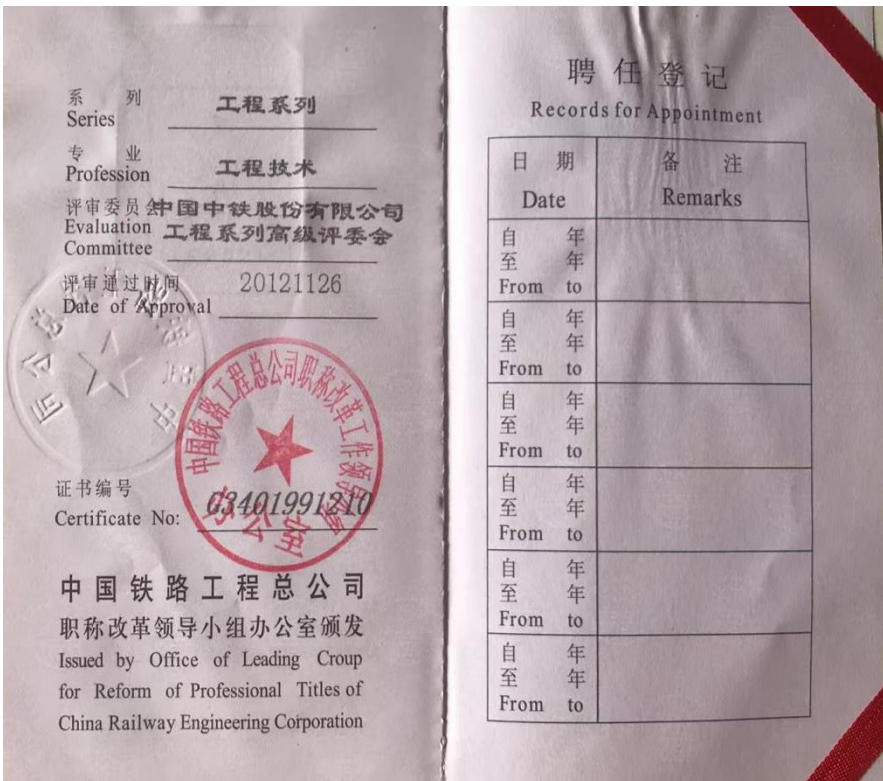 系 列 工程系列
Series
专 业 工程技术
Profession
评审委员会 中国中铁股份有限公司
Evaluation 工程系列高级评委会
Committee
评审通过时间 20121126
Date of Approval
中国铁路工程总公司职称改革工作领导
办公室
证书编号
Certificate No: G3401991210
中国铁路工程总公司
职称改革领导小组办公室颁发
Issued by Office of Leading Croup
for Reform of Professional Titles of
China Railway Engineering Corporation
聘任登记
Records for Appointment
日 期 备 注
Date Remarks
自 年
至 年
From to
自 年
至 年
From to
自 年
至 年
From to
自 年
至 年
From to
自 年
至 年
From to
自 年
至 年
From to